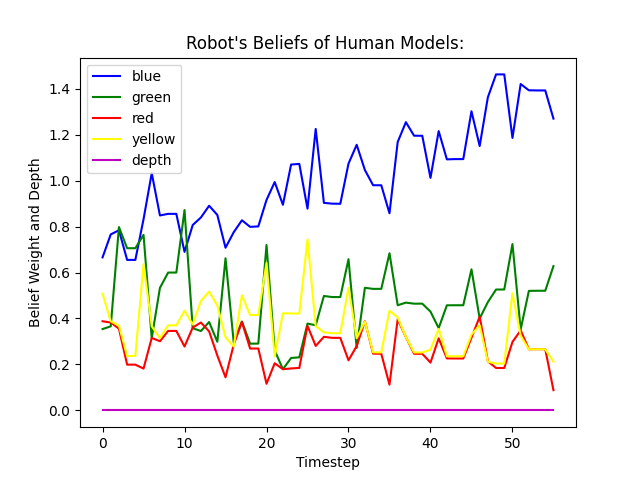 Robot's Beliefs of Human Models:
blue
green
red
yellow
depth
Belief Weight and Depth
1.4
1.2
1.0
0.8
0.6
0.4
0.2
0.0
0 10 20 30 40 50
Timestep